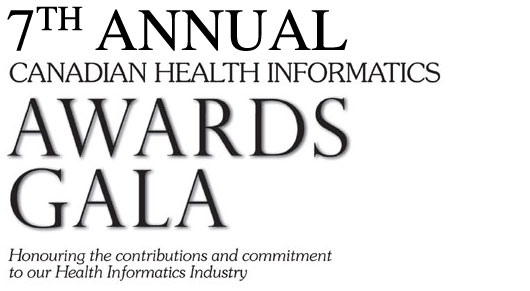 7TH ANNUAL
CANADIAN HEALTH INFORMATICS
AWARDS
GALA
Honouring the contributions and commitment
to our Health Informatics Industry